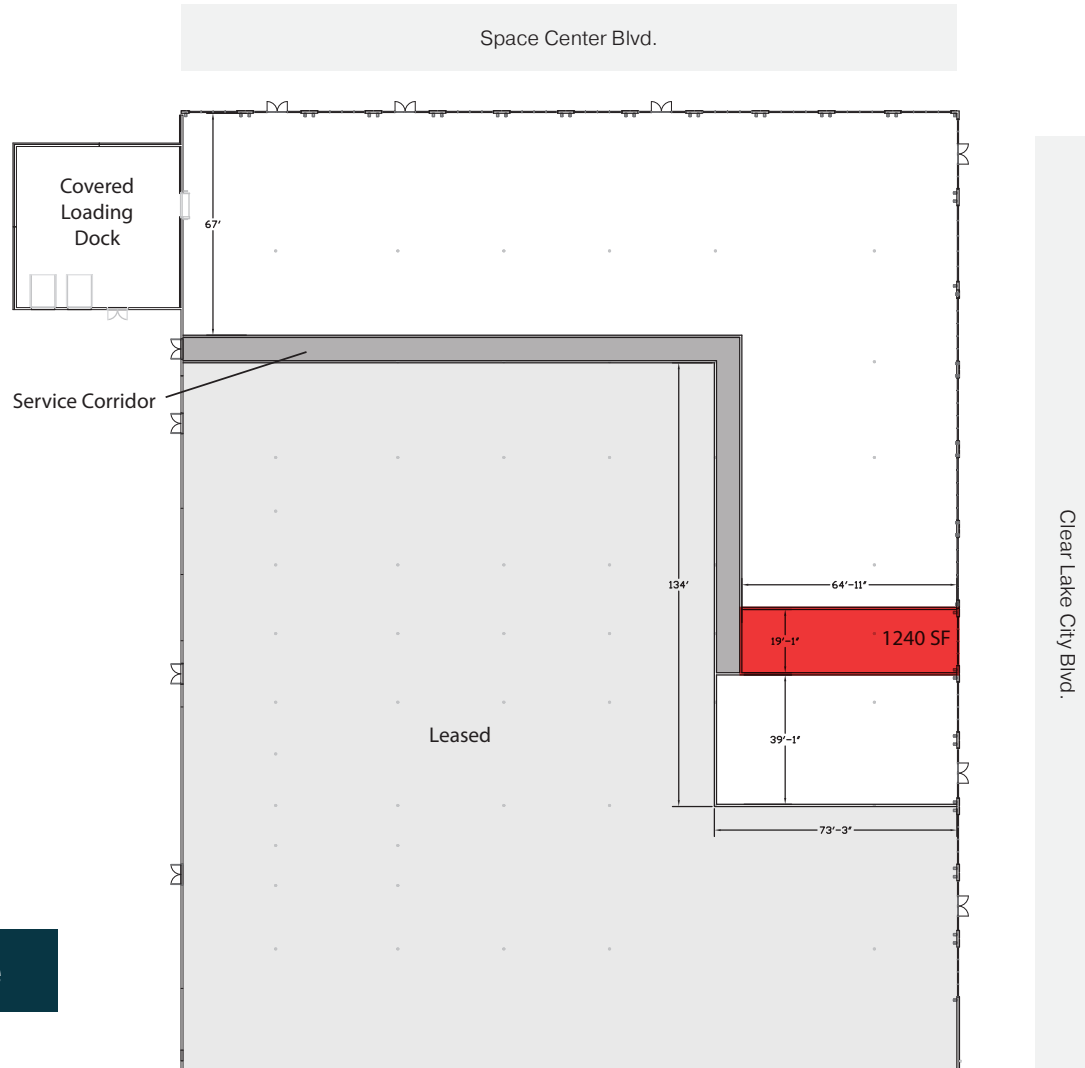 Space Center Blvd.
Covered
Loading
Dock
67'
Service Corridor
134'
64'-11"
19'-1"
1240 SF
Clear Lake City Blvd.
39'-1"
Leased
73'-3"